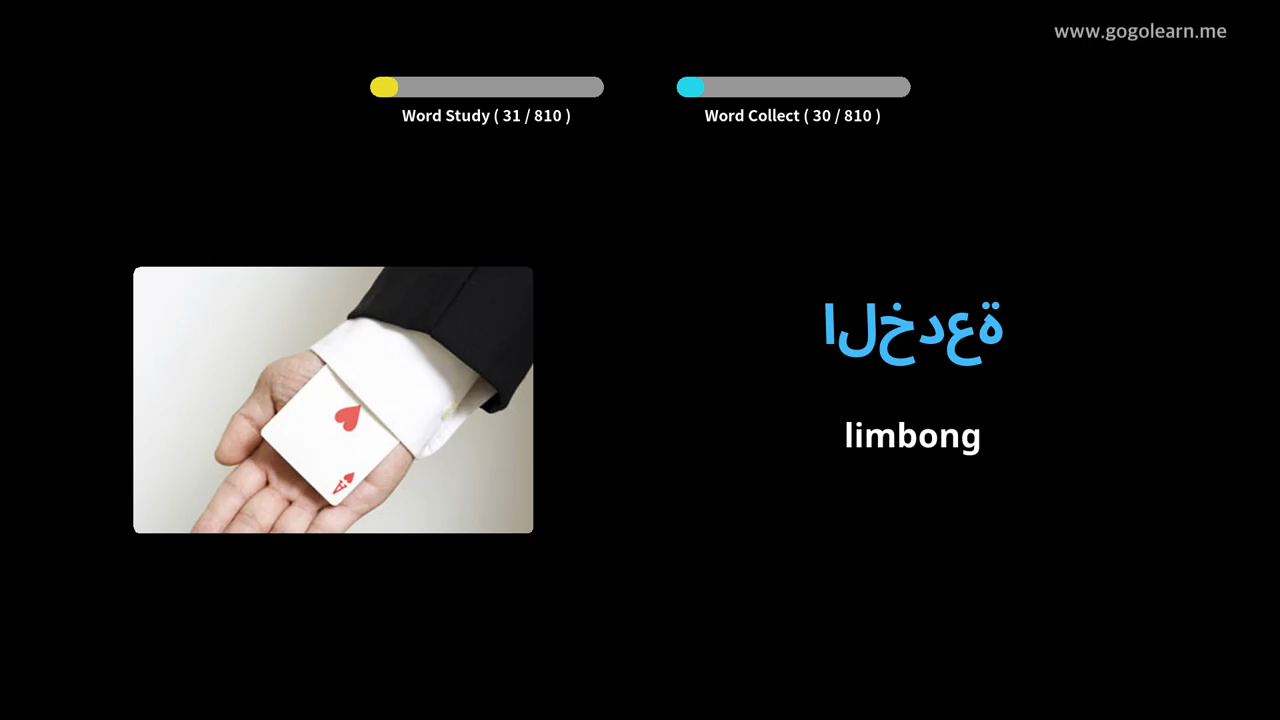 www.gogolearn.me
Word Study ( 31 / 810 )
Word Collect ( 30 / 810 )
الخدعة
limbong
A